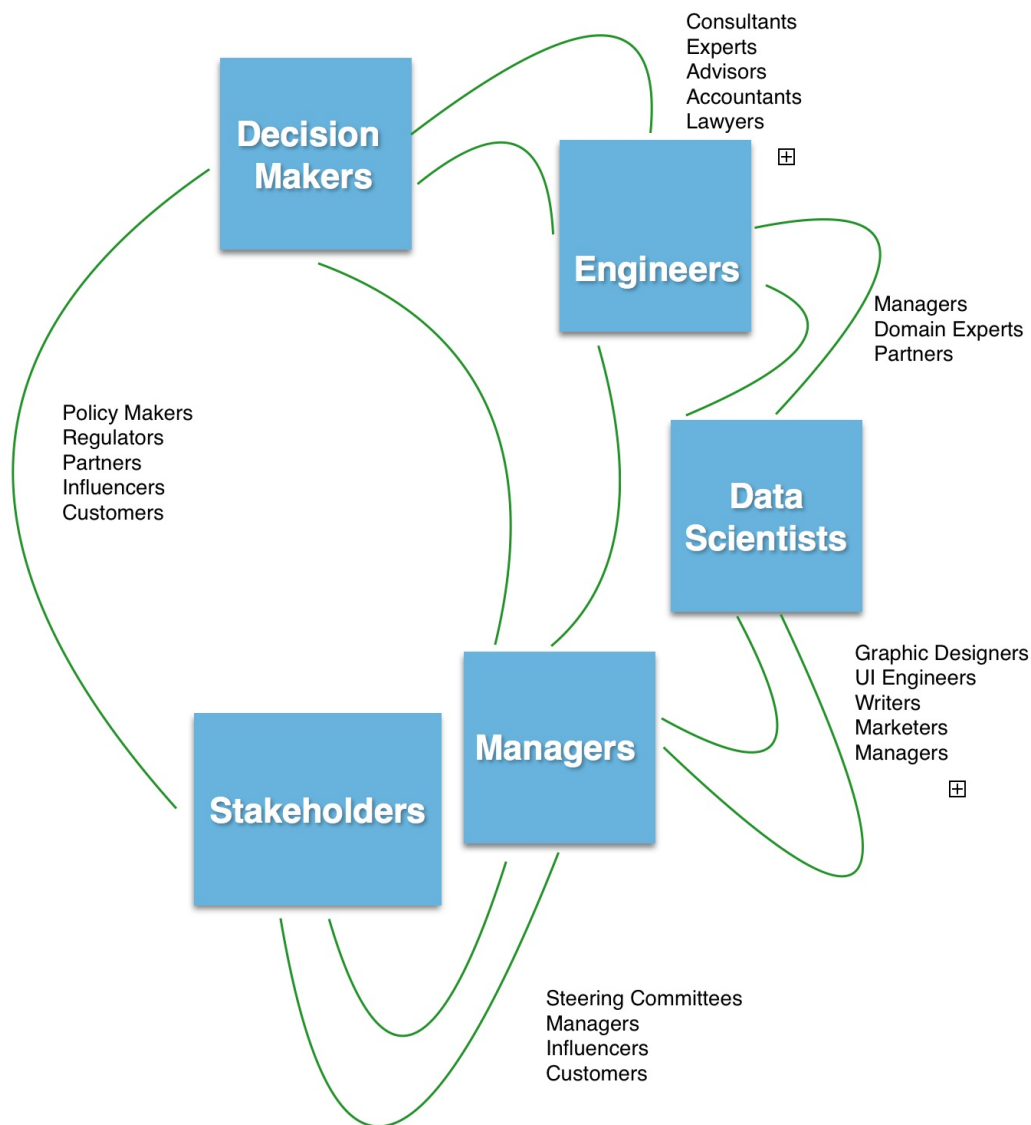 Consultants
Experts
Advisors
Accountants
Lawyers
Decision
Makers
Engineers
Managers
Domain Experts
Partners
Policy Makers
Regulators
Partners
Influencers
Customers
Data
Scientists
Graphic Designers
UI Engineers
Writers
Marketers
Managers
Managers
Stakeholders
Steering Committees
Managers
Influencers
Customers